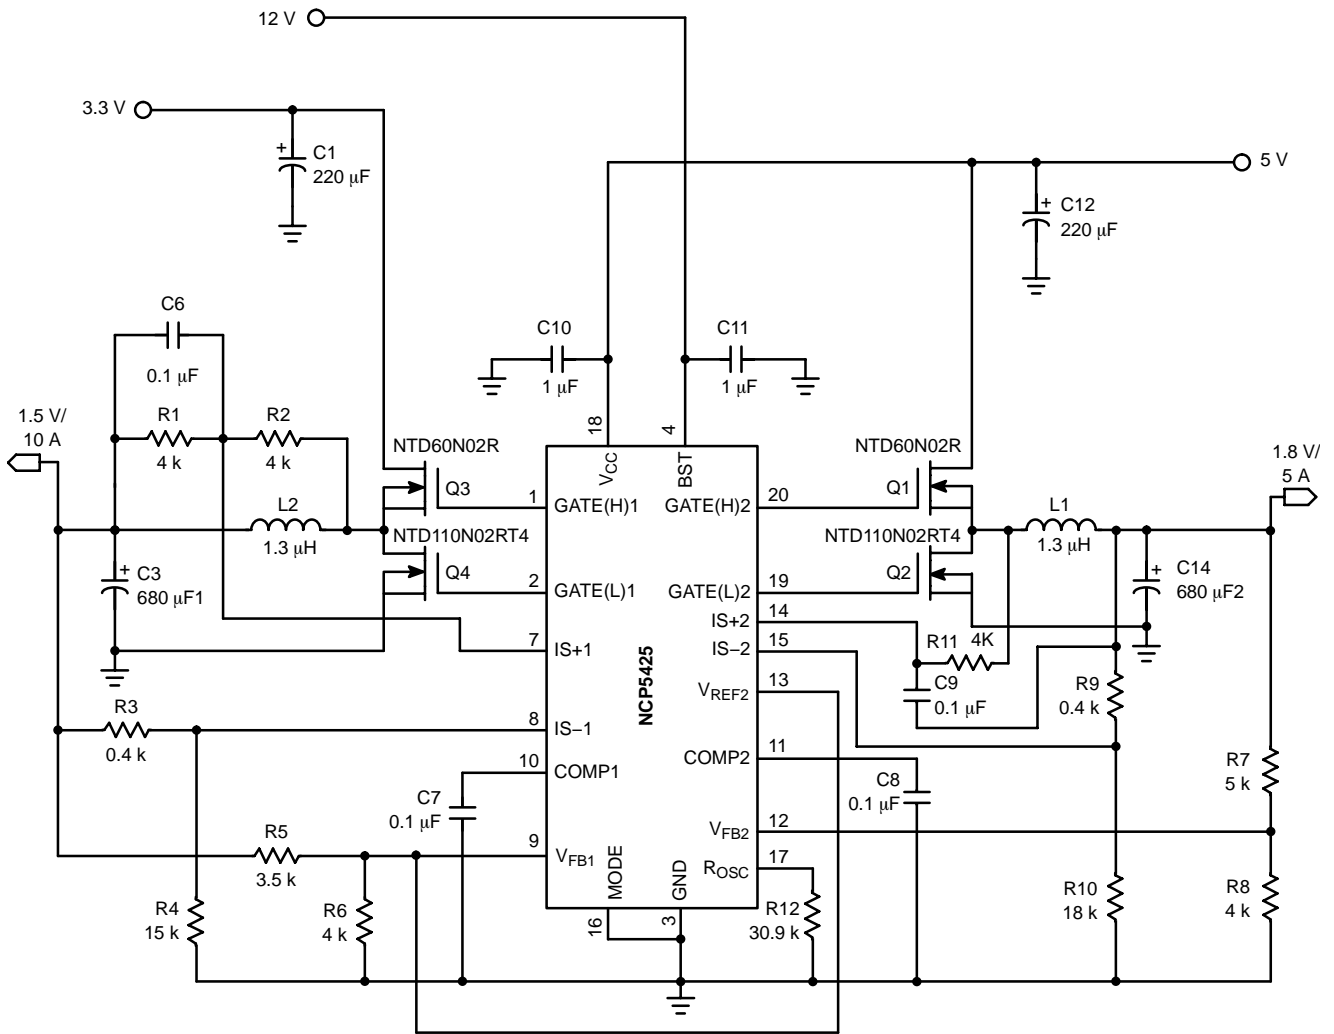 12 V
3.3 V
C1
220 μF
5 V
C12
220 μF
C6
0.1 μF
C10
1 μF
C11
1 μF
1.5 V/
10 A
R1
4 k
R2
4 k
18
4
NTD60N02R
Q3
VCC
BST
NTD60N02R
Q1
1.8 V/
5 A
1
GATE(H)1
GATE(H)2
20
L2
1.3 μH
NTD110N02RT4
Q4
NTD110N02RT4
Q2
L1
1.3 μH
C3
680 μF1
2
GATE(L)1
GATE(L)2
19
C14
680 μF2
IS+2
14
7
IS+1
IS−2
15
R11
4K
NCP5425
VREF2
13
C9
0.1 μF
R9
0.4 k
R3
0.4 k
8
IS−1
10
COMP1
COMP2
11
C7
0.1 μF
C8
0.1 μF
R7
5 k
R5
3.5 k
9
VFB1
VFB2
12
MODE
GND
ROSC
17
R4
15 k
R6
4 k
16
3
R12
30.9 k
R10
18 k
R8
4 k